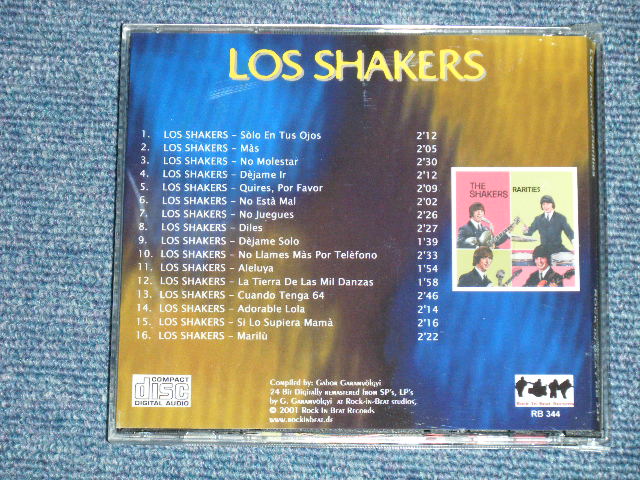 LOS SHAKERS
1. LOS SHAKERS – Sòlo En Tus Ojos 2'12
2. LOS SHAKERS – Màs 2'05
3. LOS SHAKERS – No Molestar 2'30
4. LOS SHAKERS – Dèjame Ir 2'12
5. LOS SHAKERS – Quires, Por Favor 2'09
6. LOS SHAKERS – No Està Mal 2'02
7. LOS SHAKERS – No Juegues 2'26
8. LOS SHAKERS – Diles 2'27
9. LOS SHAKERS – Dèjame Solo 1'39
10. LOS SHAKERS – No Llames Màs Por Telèfono 2'33
11. LOS SHAKERS – Aleluya 1'54
12. LOS SHAKERS – La Tierra De Las Mil Danzas 1'58
13. LOS SHAKERS – Cuando Tenga 64 2'46
14. LOS SHAKERS – Adorable Lola 2'14
15. LOS SHAKERS – Si Lo Supiera Mamà 2'16
16. LOS SHAKERS – Marilù 2'22
THE SHAKERS
RARITIES
COMPACT
disc
DIGITAL AUDIO
Compiled by: Gabor Garamvölgyi
24 Bit Digitally remastered from SP's, LP's
by G. Garamvölgyi at Rock-in-Beat studios,
© 2001 Rock In Beat Records
www.rockinbeat.de
Rock In Beat Records
RB 344